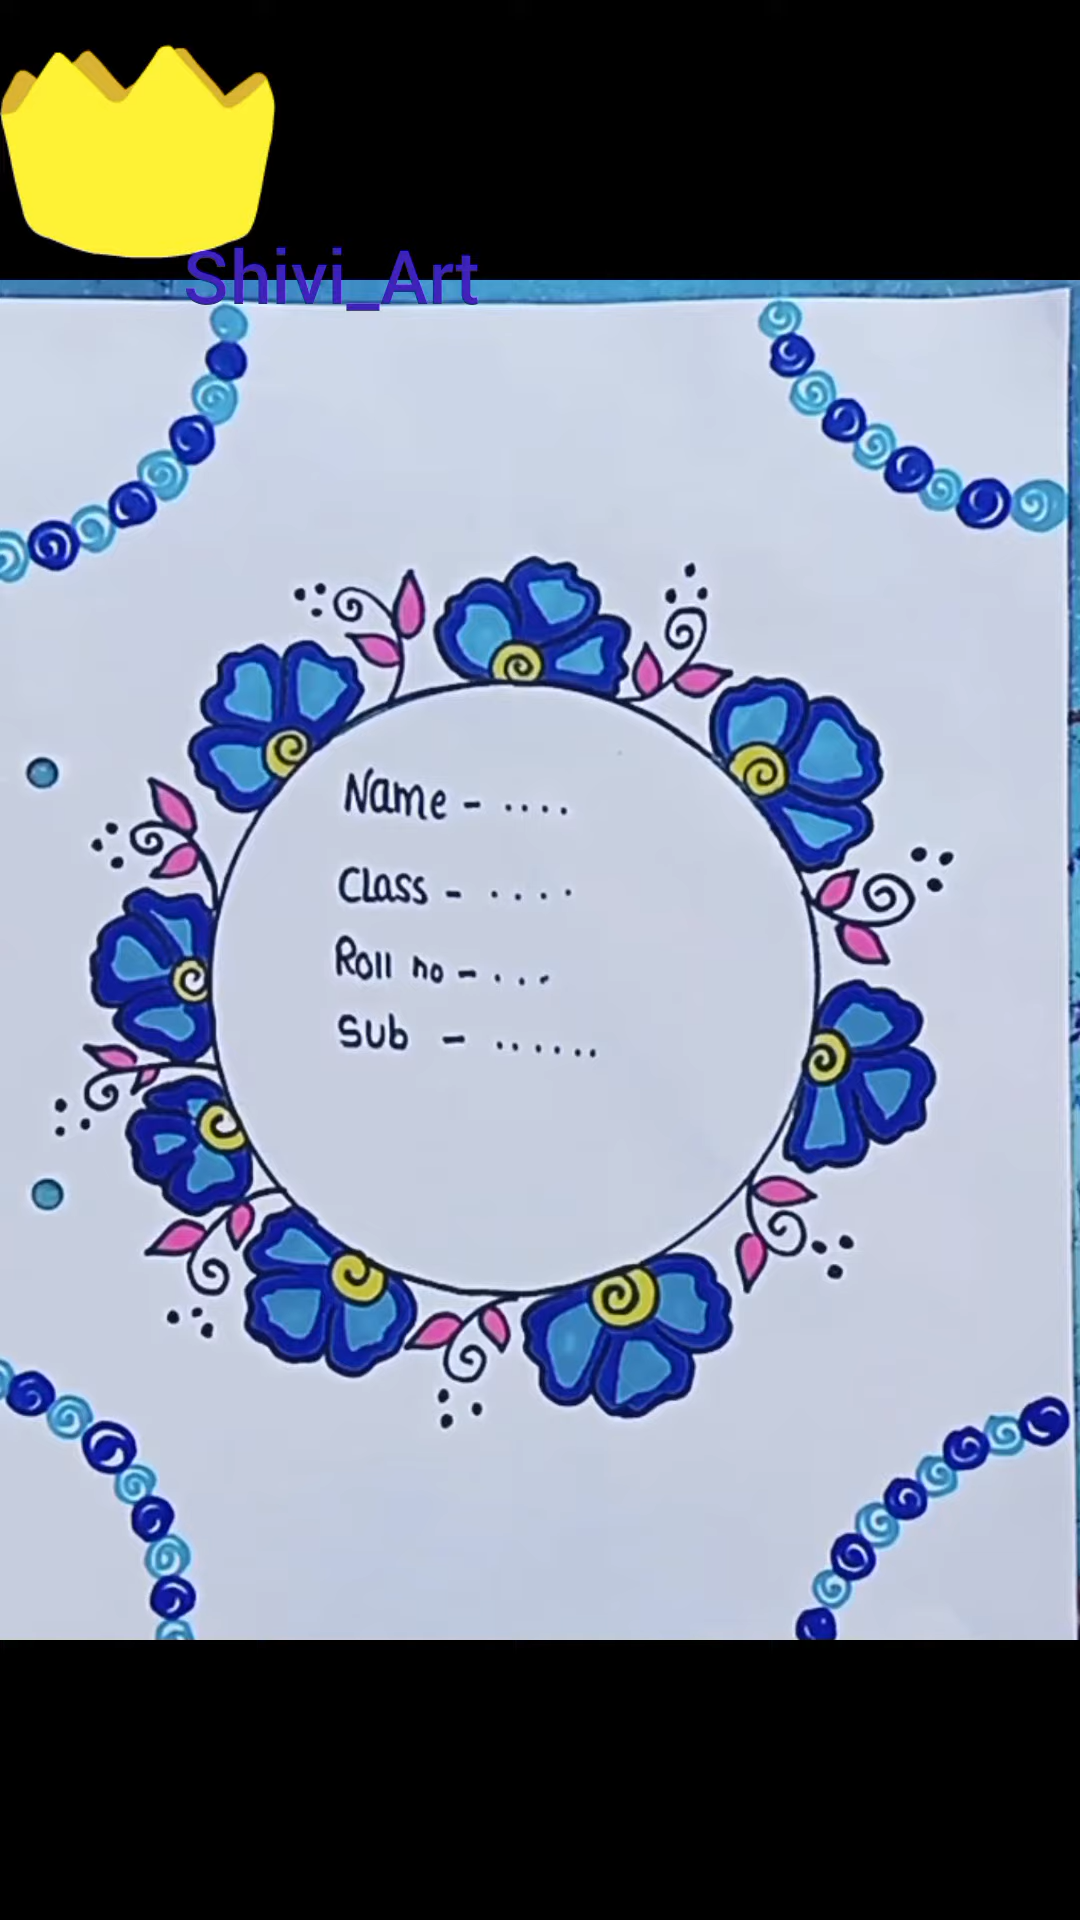 Shivi_Art
Name - ....
Class - ....
Roll no - ...
Sub - ......